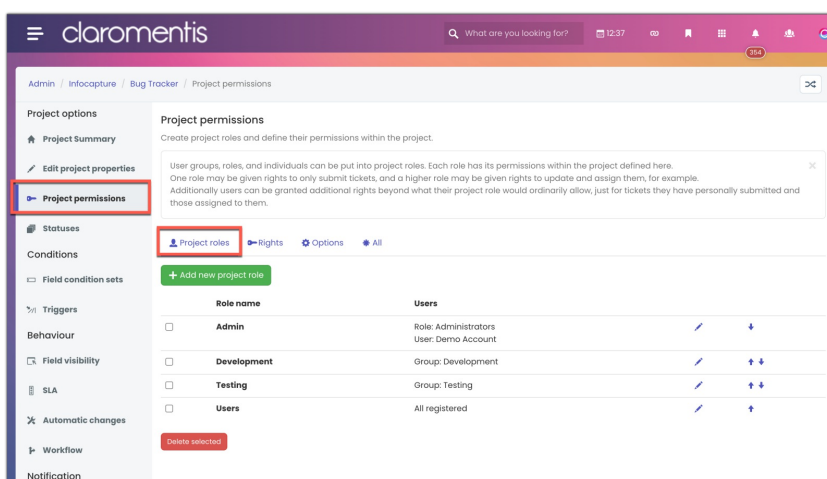 claromentis
What are you looking for?
12:37
354
Admin / Infocapture / Bug Tracker / Project permissions
Project options
Project Summary
Edit project properties
Project permissions
Statuses
Conditions
Field condition sets
Triggers
Behaviour
Field visibility
SLA
Automatic changes
Workflow
Notification
Project permissions
Create project roles and define their permissions within the project.
User groups, roles, and individuals can be put into project roles. Each role has its permissions within the project defined here.
One role may be given rights to only submit tickets, and a higher role may be given rights to update and assign them, for example.
Additionally users can be granted additional rights beyond what their project role would ordinarily allow, just for tickets they have personally submitted and
those assigned to them.
Project roles Rights Options All
+ Add new project role
Role name Users
Admin Role: Administrators
User: Demo Account
Development Group: Development
Testing Group: Testing
Users All registered
Delete selected